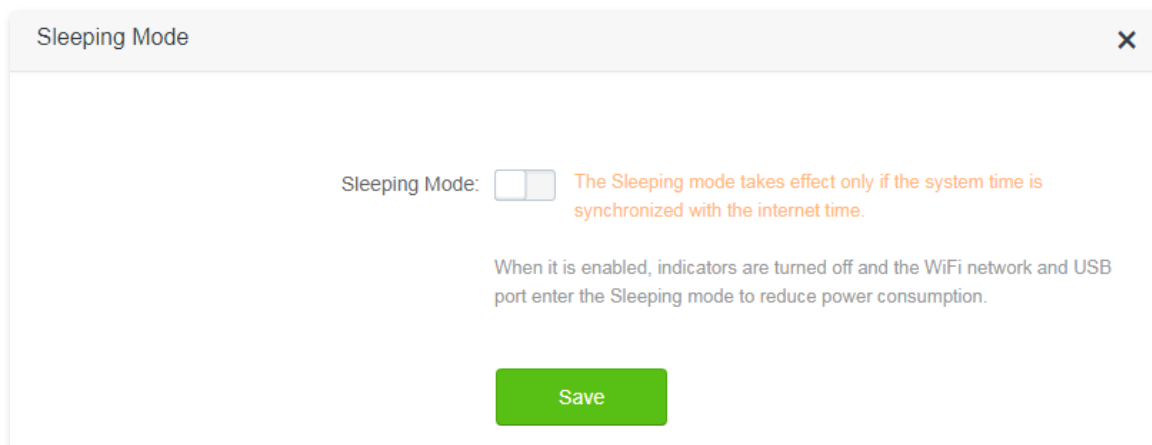 Sleeping Mode
Sleeping Mode:
The Sleeping mode takes effect only if the system time is
synchronized with the internet time.
When it is enabled, indicators are turned off and the WiFi network and USB
port enter the Sleeping mode to reduce power consumption.
Save